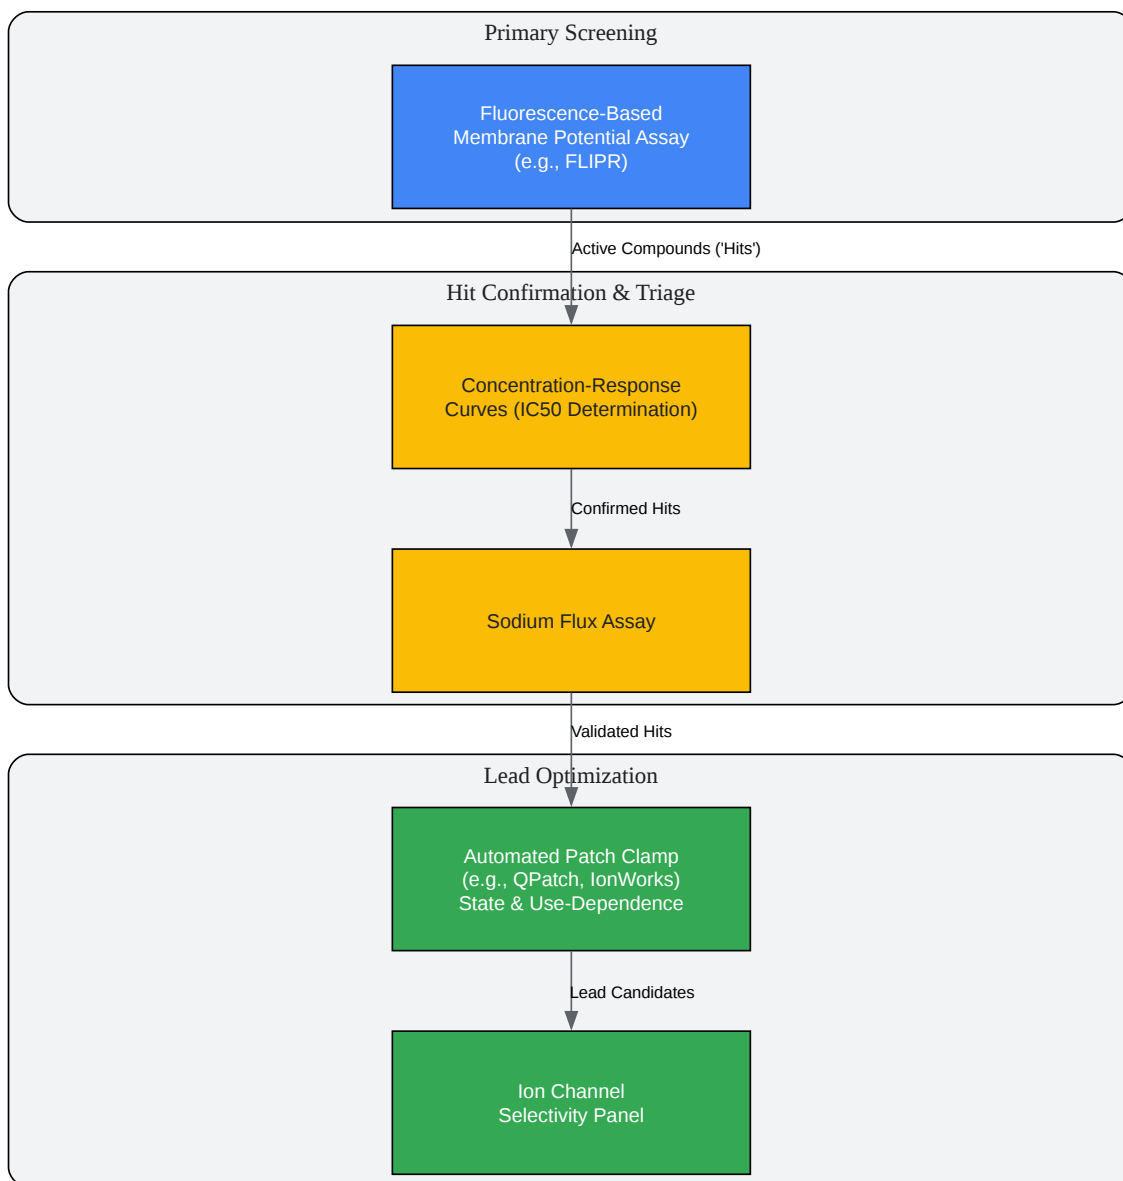 Primary Screening
Fluorescence-Based
Membrane Potential Assay
(e.g., FLIPR)
Active Compounds ('Hits')
Hit Confirmation & Triage
Concentration-Response
Curves (IC50 Determination)
Confirmed Hits
Sodium Flux Assay
Validated Hits
Lead Optimization
Automated Patch Clamp
(e.g., QPatch, IonWorks)
State & Use-Dependence
Lead Candidates
Ion Channel
Selectivity Panel